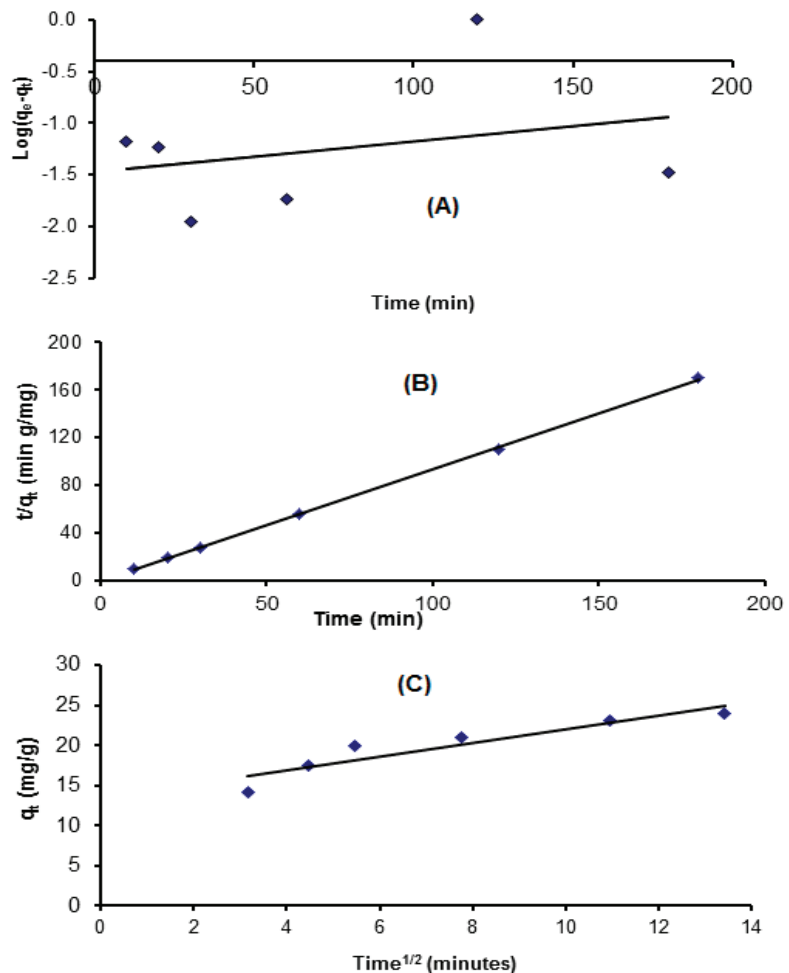 0.0
-0.5
-1.0
-1.5
-2.0
-2.5
0 50 100 150 200
Log(qₑ-qₜ)
(A)
Time (min)
200
160
120
80
40
0
0 50 100 150 200
t/qₜ (min g/mg)
(B)
Time (min)
30
25
20
15
10
5
0
0 2 4 6 8 10 12 14
qₜ (mg/g)
(C)
Time¹/² (minutes)